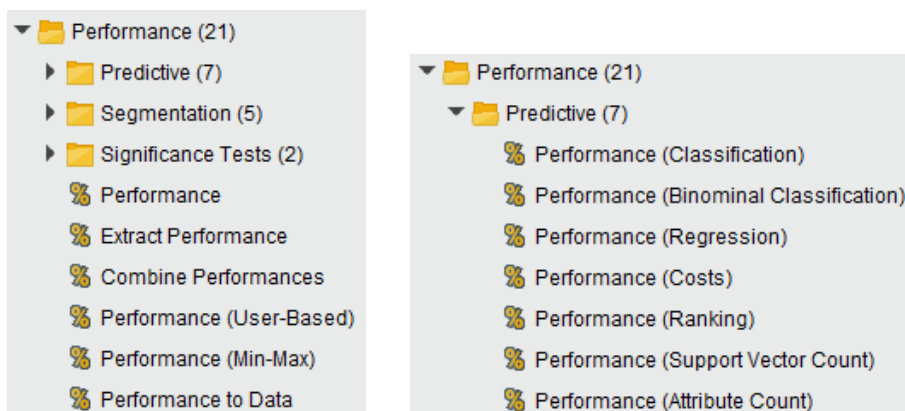 Performance (21)
Predictive (7)
Segmentation (5)
Significance Tests (2)
Performance
Extract Performance
Combine Performances
Performance (User-Based)
Performance (Min-Max)
Performance to Data
Performance (21)
Predictive (7)
Performance (Classification)
Performance (Binominal Classification)
Performance (Regression)
Performance (Costs)
Performance (Ranking)
Performance (Support Vector Count)
Performance (Attribute Count)